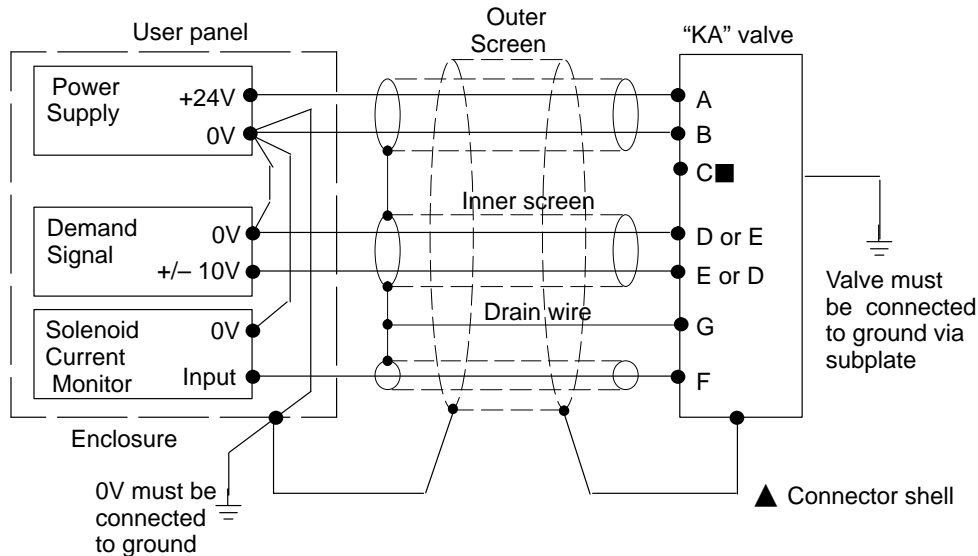 User panel
Outer
Screen
“KA” valve
Power
Supply
+24V
0V
A
B
C■
Inner screen
Demand
Signal
0V
+/– 10V
D or E
E or D
Valve must
be connected
to ground via
subplate
Drain wire
G
Solenoid
Current
Monitor
0V
Input
F
Enclosure
0V must be
connected
to ground
▲ Connector shell